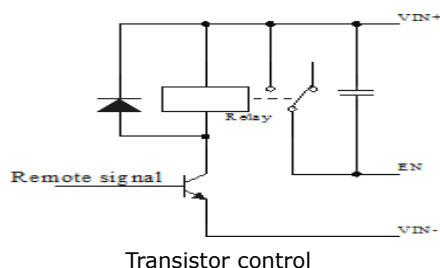 VIN+
Relay
EN
Remote signal
VIN-
Transistor control